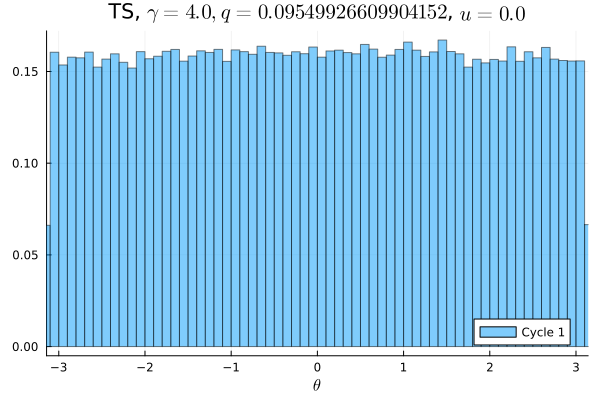 TS, γ = 4.0, q = 0.09549926609904152, u = 0.0
0.15
0.10
0.05
0.00
Cycle 1
−3 −2 −1 0 1 2 3
θ